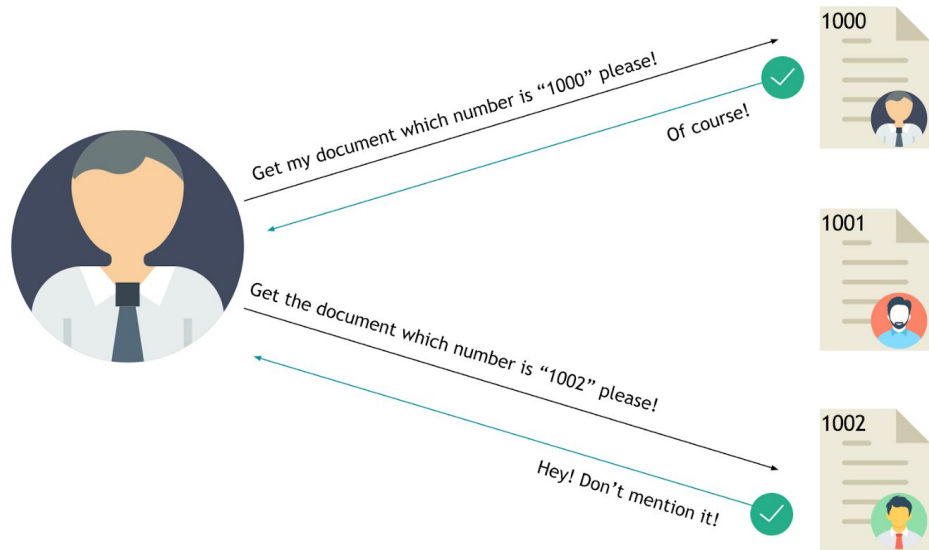 1000
Get my document which number is “1000” please!
Of course!
1001
Get the document which number is “1002” please!
1002
Hey! Don’t mention it!